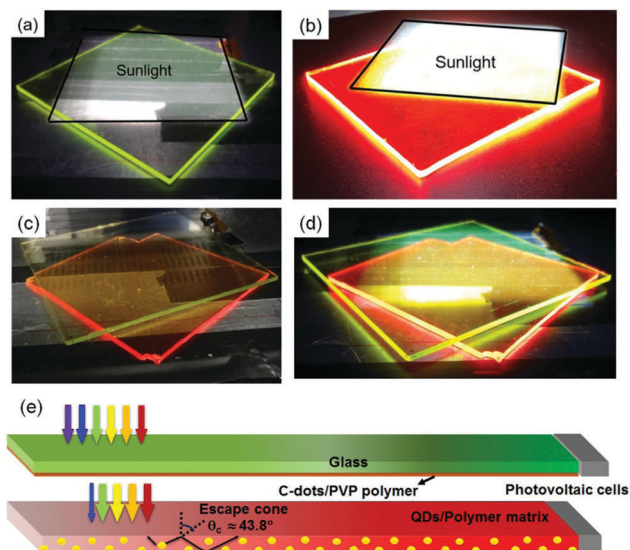 (a)
Sunlight
(b)
Sunlight
(c)
(d)
(e)
Glass
C-dots/PVP polymer
Photovoltaic cells
Escape cone
θc ≈ 43.8°
QDs/Polymer matrix